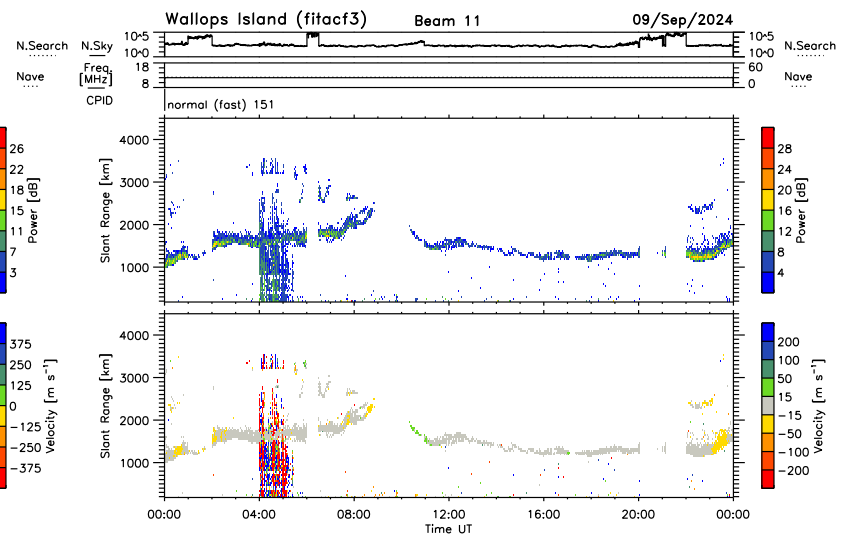 Wallops Island (fitacf3) Beam 11 09/Sep/2024
N.Search N.Sky 10^5 10^0 10^5 10^0 N.Search
Nave Freq. [MHz] 18 8 60 0 Nave
CPID normal (fast) 151
Power [dB] 26 22 18 15 11 7 3
Slant Range [km] 4000 3000 2000 1000
Power [dB] 28 24 20 16 12 8 4
Velocity [m s⁻¹] 375 250 125 0 −125 −250 −375
Slant Range [km] 4000 3000 2000 1000
Velocity [m s⁻¹] 200 100 50 15 −15 −50 −100 −200
00:00 04:00 08:00 12:00 16:00 20:00 00:00
Time UT